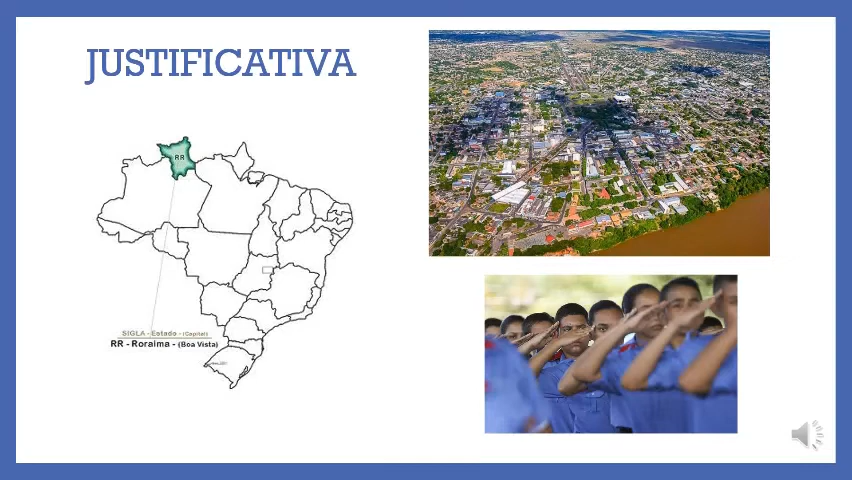 JUSTIFICATIVA
RR
SIGLA - Estado - (Capital)
RR - Roraima - (Boa Vista)